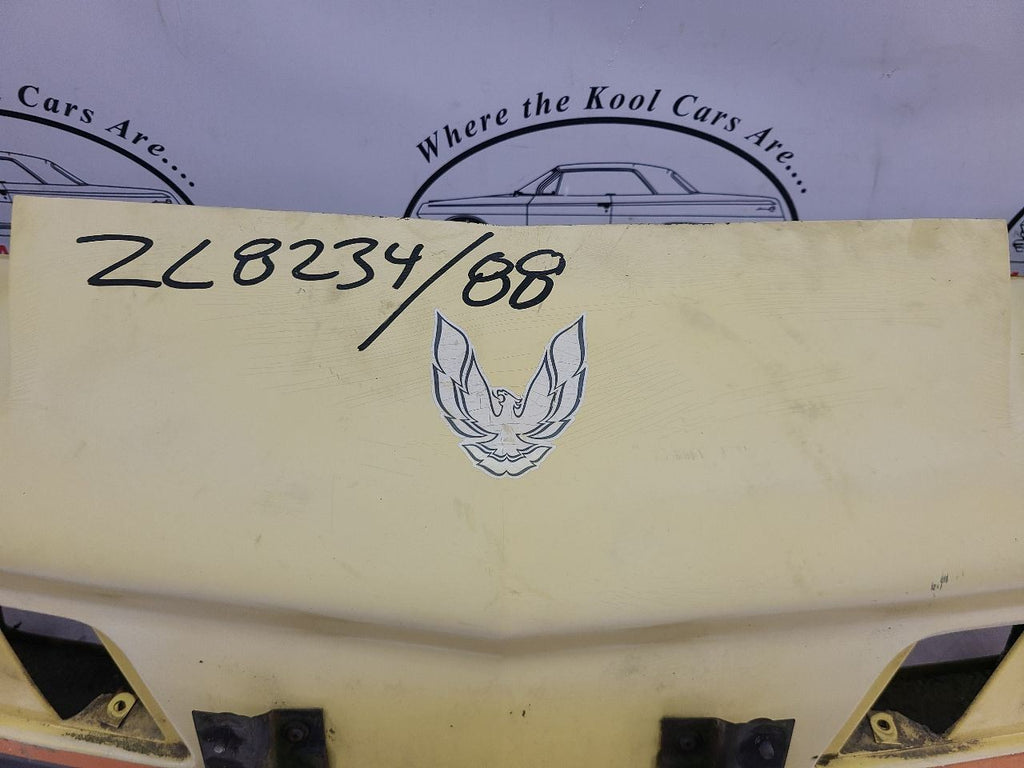 Cars Are....
Where the Kool Cars Are....
ZL8234/88